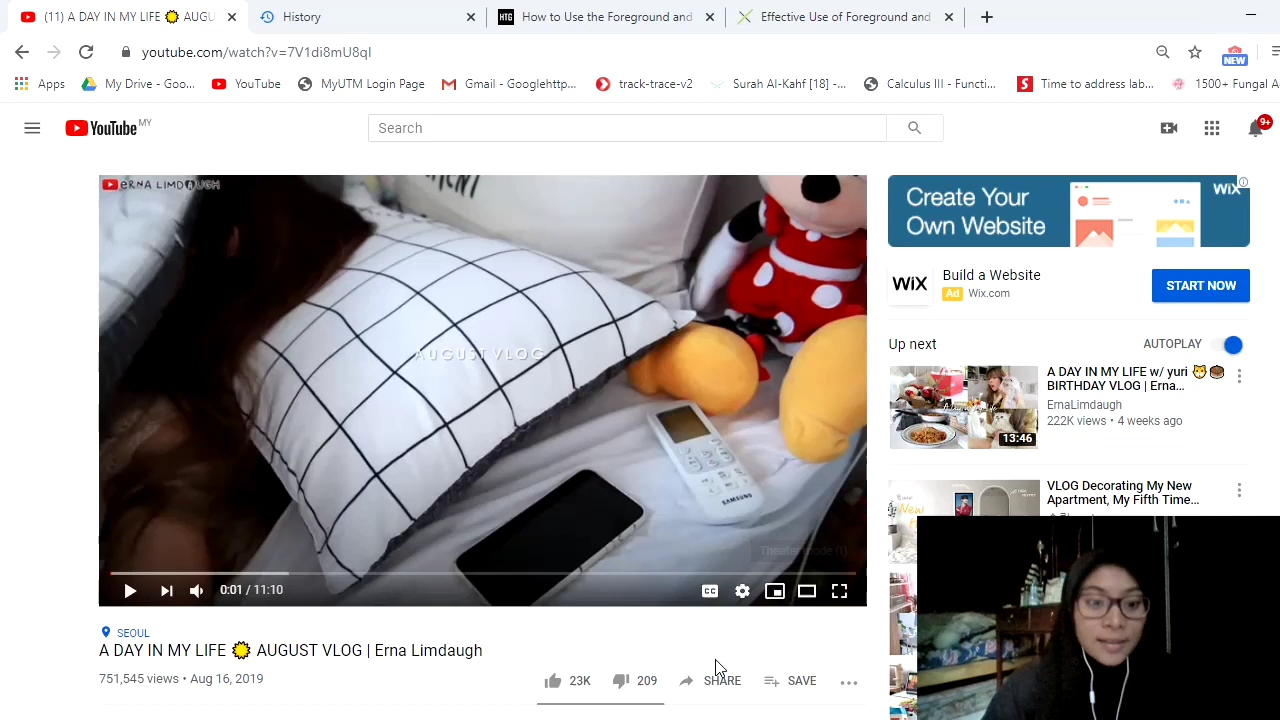 (11) A DAY IN MY LIFE 🌞 AUGU
History
How to Use the Foreground and
Effective Use of Foreground and
youtube.com/watch?v=7V1di8mU8qI
NEW
Apps
My Drive - Goo...
YouTube
MyUTM Login Page
Gmail - Googlehttp...
track-trace-v2
Surah Al-Kahf [18] -...
Calculus III - Functi...
Time to address lab...
1500+ Fungal A
YouTube MY
Search
9+
ERNA LIMDAUGH
AUGUST VLOG
SAMSUNG
Theater mode (t)
0:01 / 11:10
SEOUL
A DAY IN MY LIFE 🌞 AUGUST VLOG | Erna Limdaugh
751,545 views • Aug 16, 2019
23K
209
SHARE
SAVE
Create Your
Own Website
WiX
WiX
Build a Website
Ad Wix.com
START NOW
Up next
AUTOPLAY
13:46
A DAY IN MY LIFE w/ yuri
BIRTHDAY VLOG | Erna...
ErnaLimdaugh
222K views • 4 weeks ago
VLOG Decorating My New
Apartment, My Fifth Time...